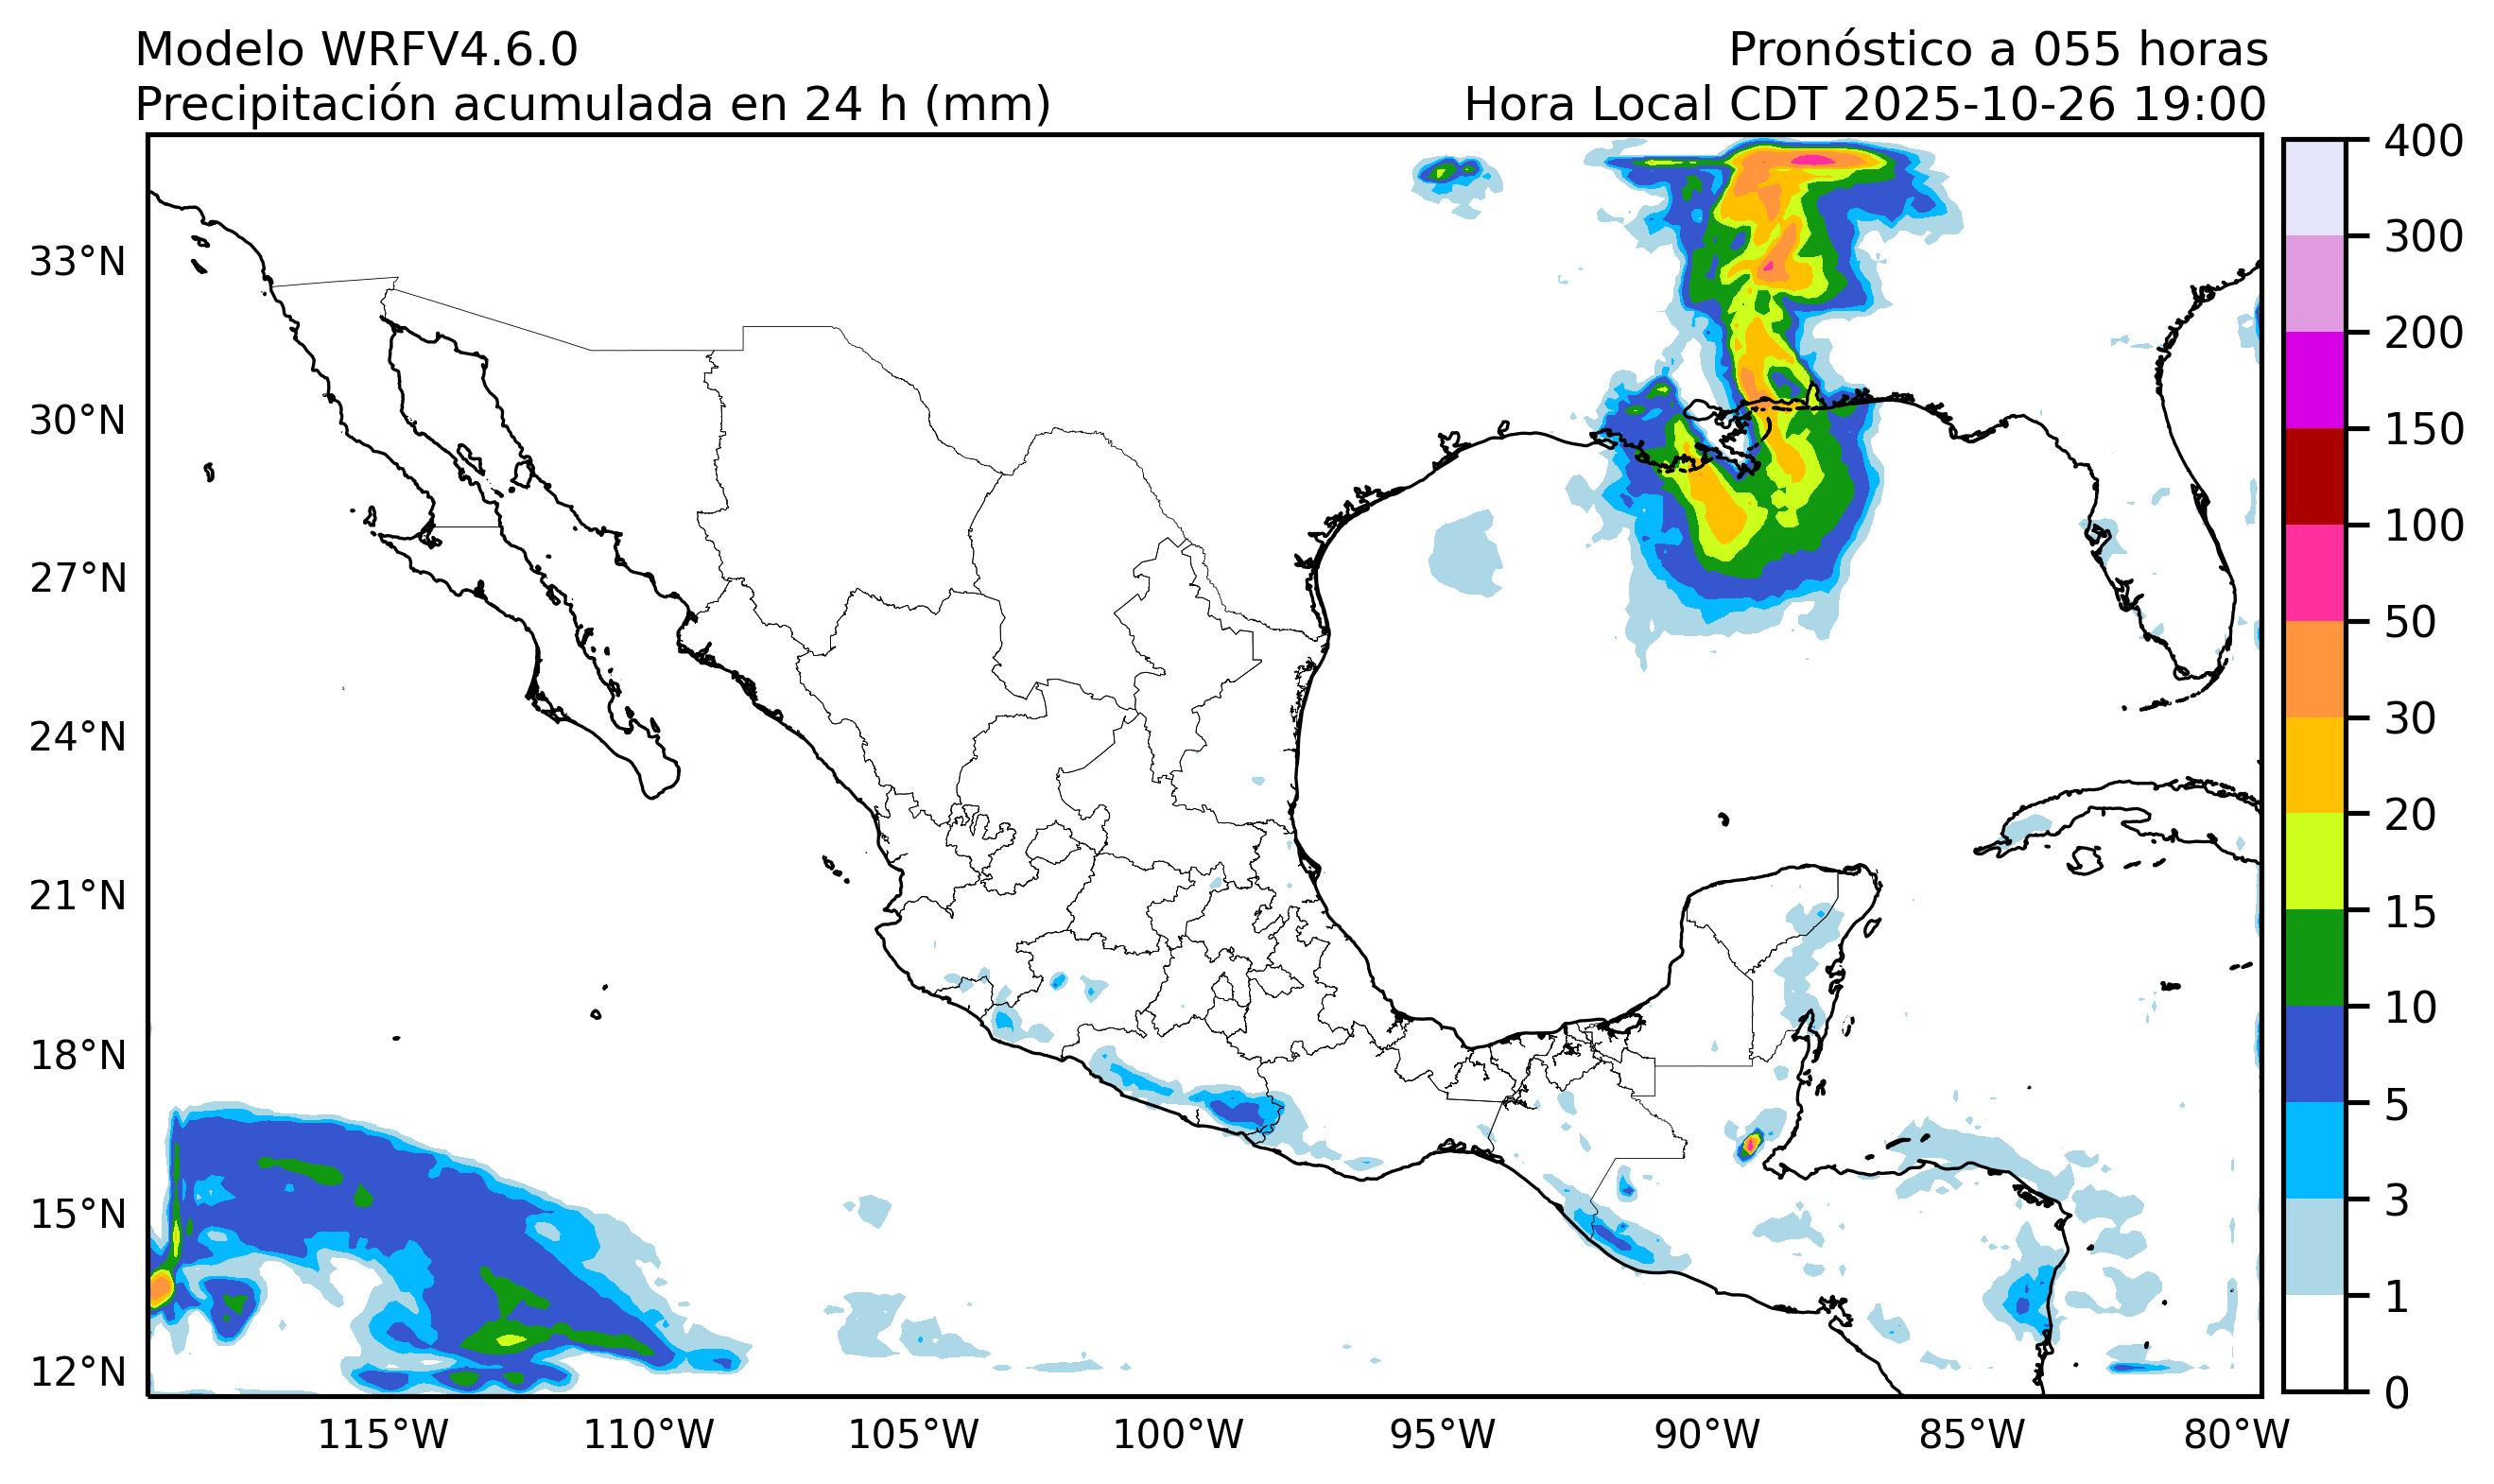 Modelo WRFV4.6.0
Pronóstico a 055 horas
Precipitación acumulada en 24 h (mm)
Hora Local CDT 2025-10-26 19:00
33°N
30°N
27°N
24°N
21°N
18°N
15°N
12°N
115°W
110°W
105°W
100°W
95°W
90°W
85°W
80°W
400
300
200
150
100
50
30
20
15
10
5
3
1
0